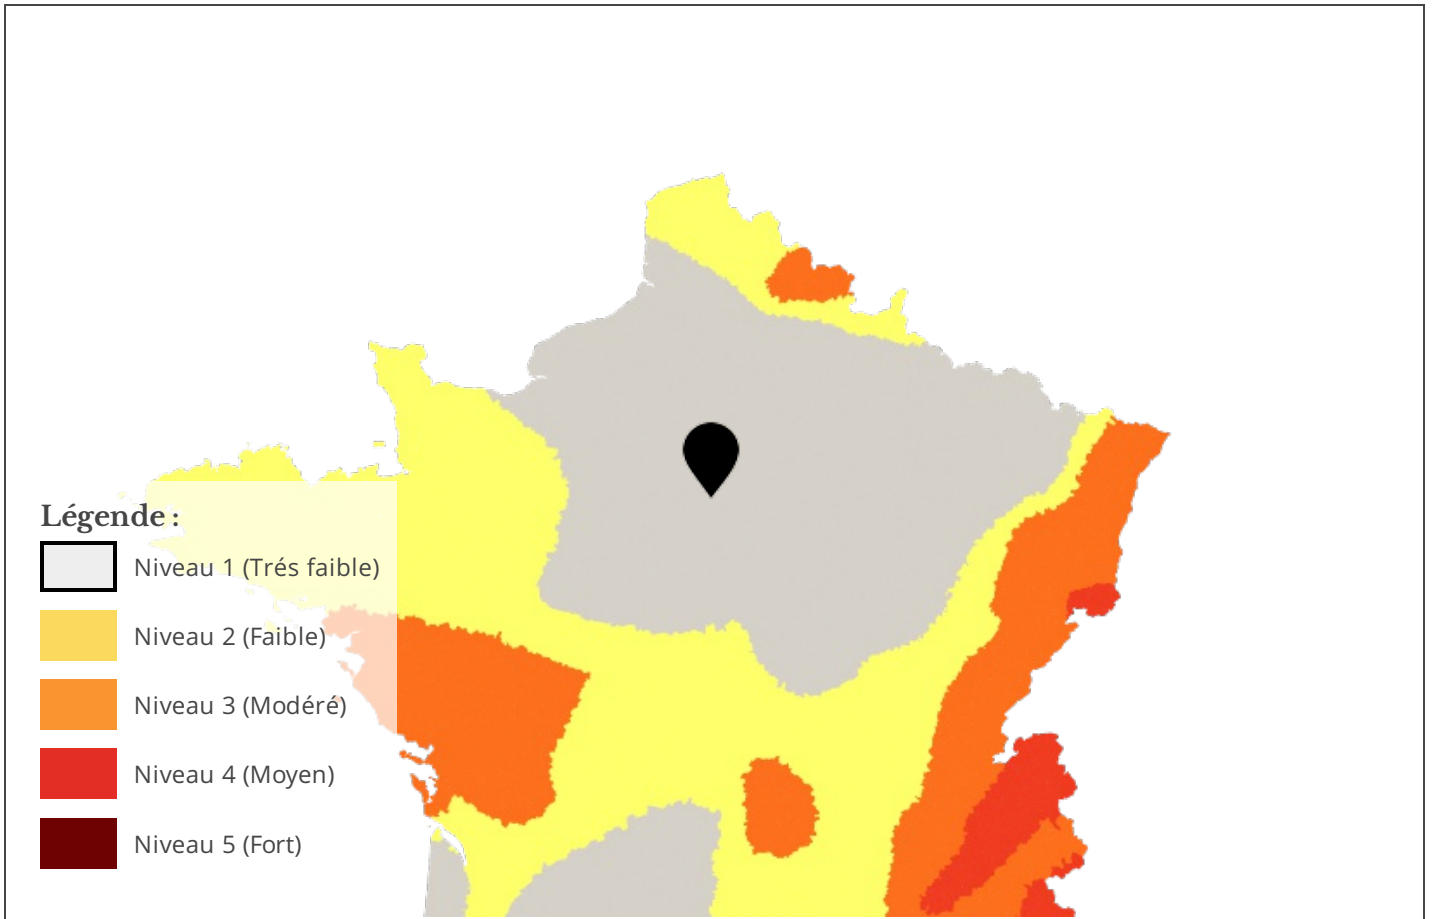 Légende :
Niveau 1 (Trés faible)
Niveau 2 (Faible)
Niveau 3 (Modéré)
Niveau 4 (Moyen)
Niveau 5 (Fort)